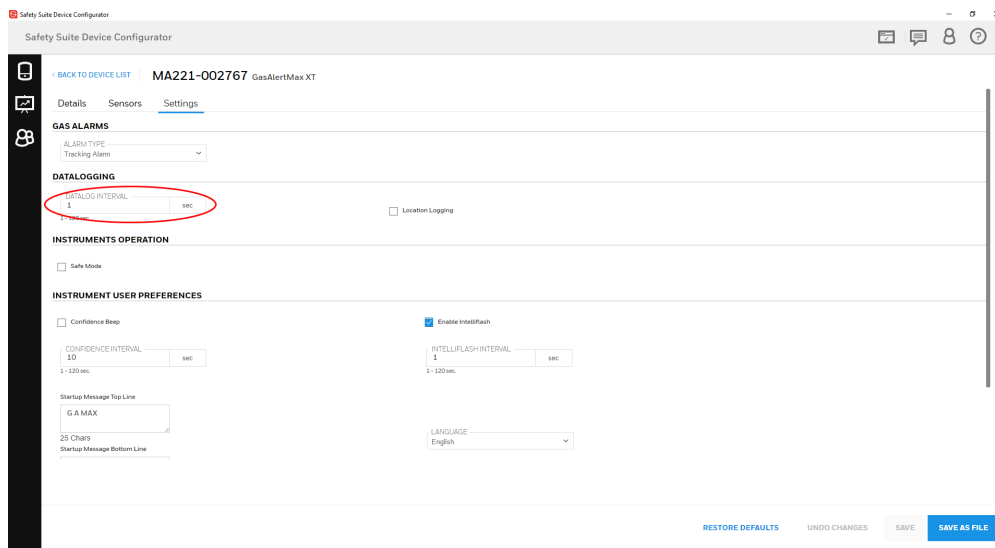 Safety Suite Device Configurator
Safety Suite Device Configurator
BACK TO DEVICE LIST MA221-002767 GasAlertMax XT
Details Sensors Settings
GAS ALARMS
ALARM TYPE
Tracking Alarm
DATALOGGING
DATALOG INTERVAL
1 sec
Location Logging
1 - 120 sec.
INSTRUMENTS OPERATION
Safe Mode
INSTRUMENT USER PREFERENCES
Confidence Beep Enable Intelliflash
CONFIDENCE INTERVAL INTELLIFLASH INTERVAL
10 sec 1 sec
1 - 120 sec. 1 - 120 sec.
Startup Message Top Line
G A MAX
LANGUAGE
25 Chars English
Startup Message Bottom Line
RESTORE DEFAULTS UNDO CHANGES SAVE SAVE AS FILE